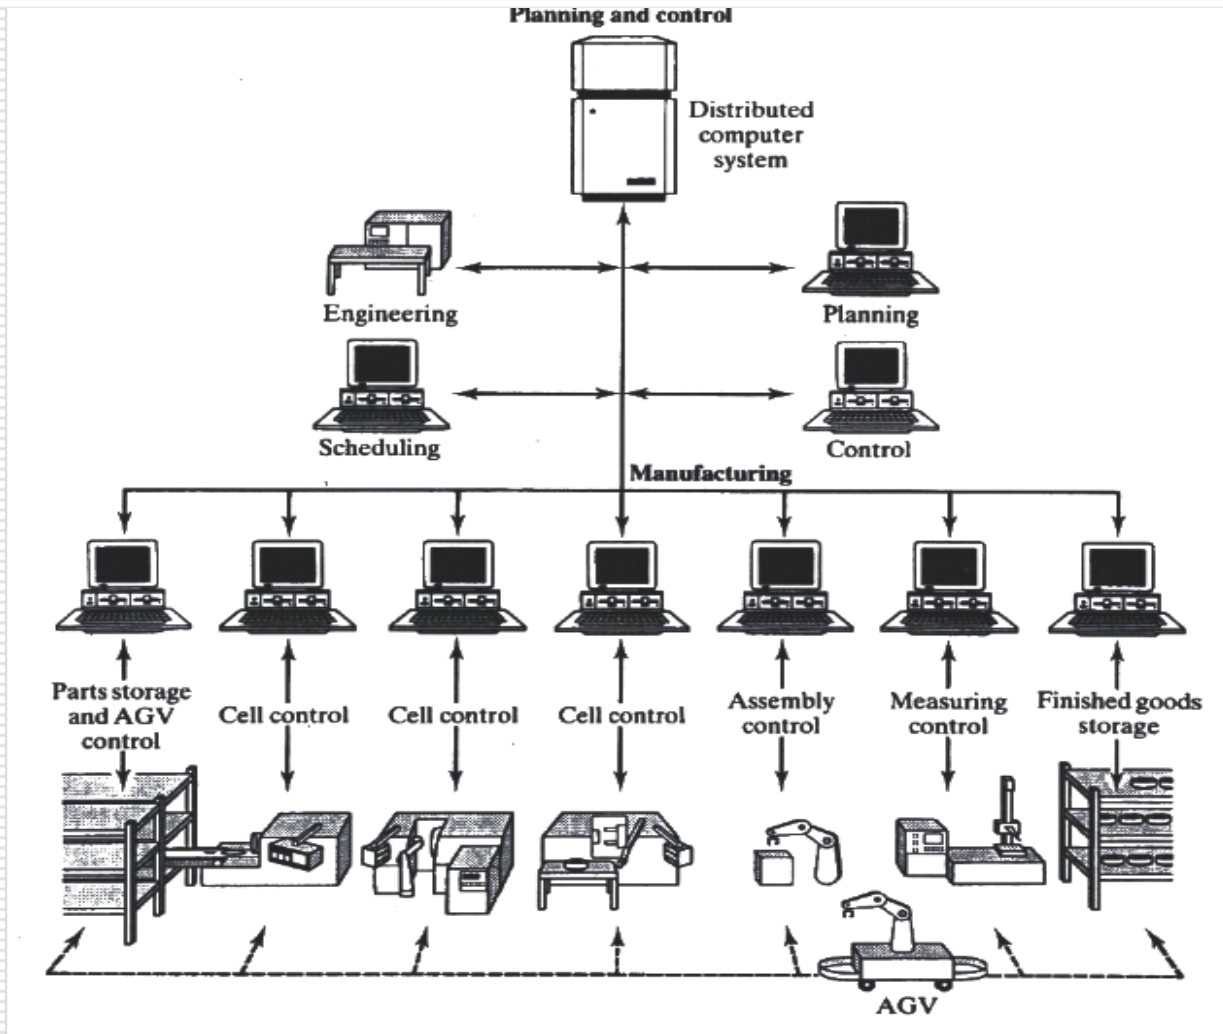 Planning and control
Distributed
computer
system
Engineering
Planning
Scheduling
Control
Manufacturing
Parts storage
and AGV
control
Cell control
Cell control
Cell control
Assembly
control
Measuring
control
Finished goods
storage
AGV